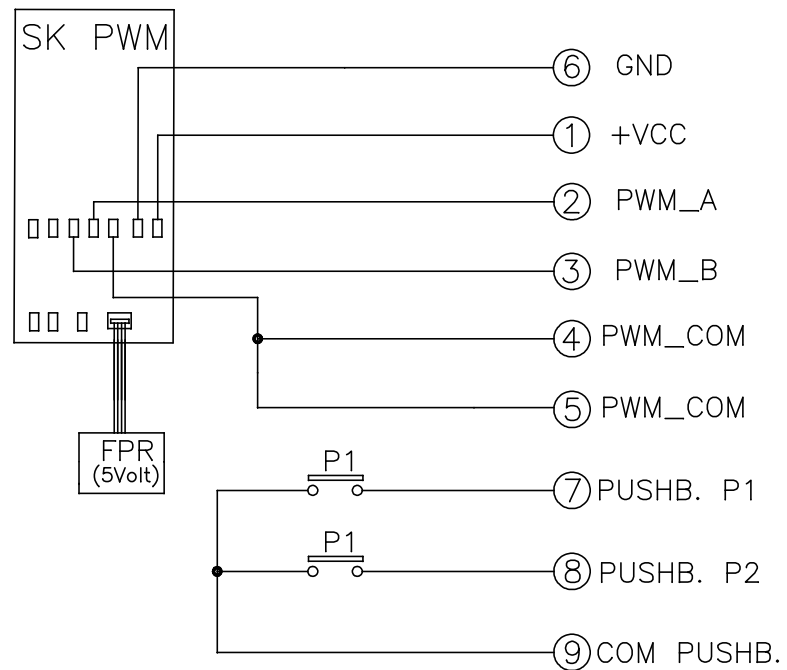 SK PWM
6 GND
1 +VCC
2 PWM_A
3 PWM_B
4 PWM_COM
5 PWM_COM
FPR
(5Volt)
P1
7 PUSHB. P1
P1
8 PUSHB. P2
9 COM PUSHB.